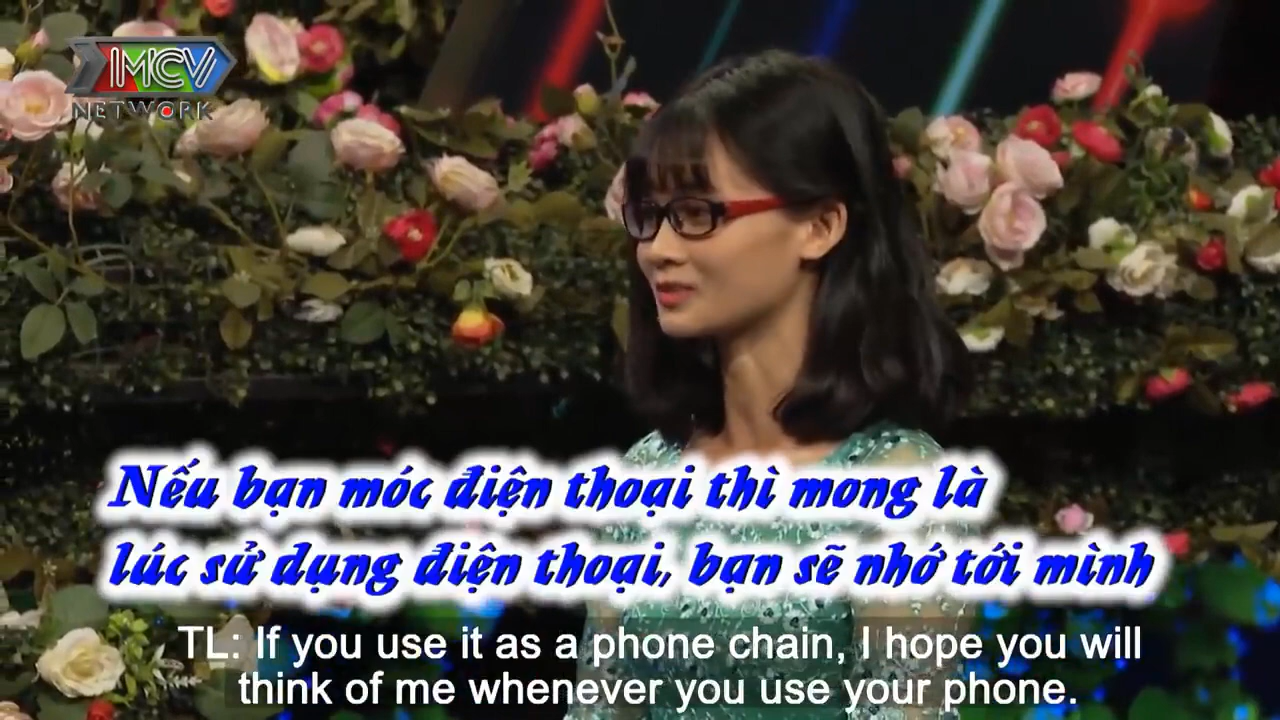 MCV
NETWORK
Nếu bạn móc điện thoại thì mong là
lúc sử dụng điện thoại, bạn sẽ nhớ tới mình
TL: If you use it as a phone chain, I hope you will
think of me whenever you use your phone.